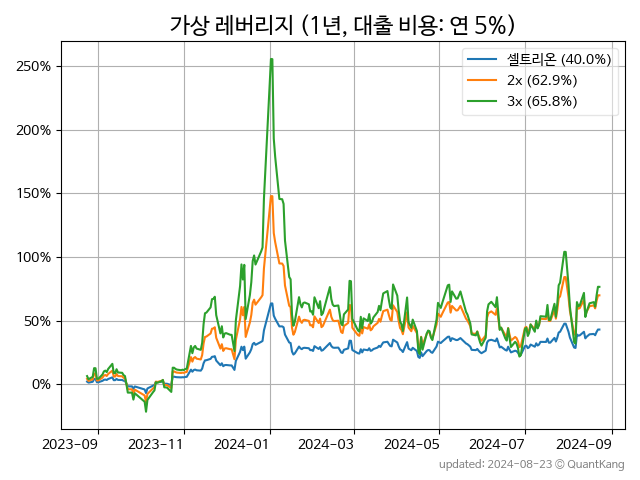 가상 레버리지 (1년, 대출 비용: 연 5%)
셀트리온 (40.0%)
2x (62.9%)
3x (65.8%)
250%
200%
150%
100%
50%
0%
2023-09 2023-11 2024-01 2024-03 2024-05 2024-07 2024-09
updated: 2024-08-23 © QuantKang